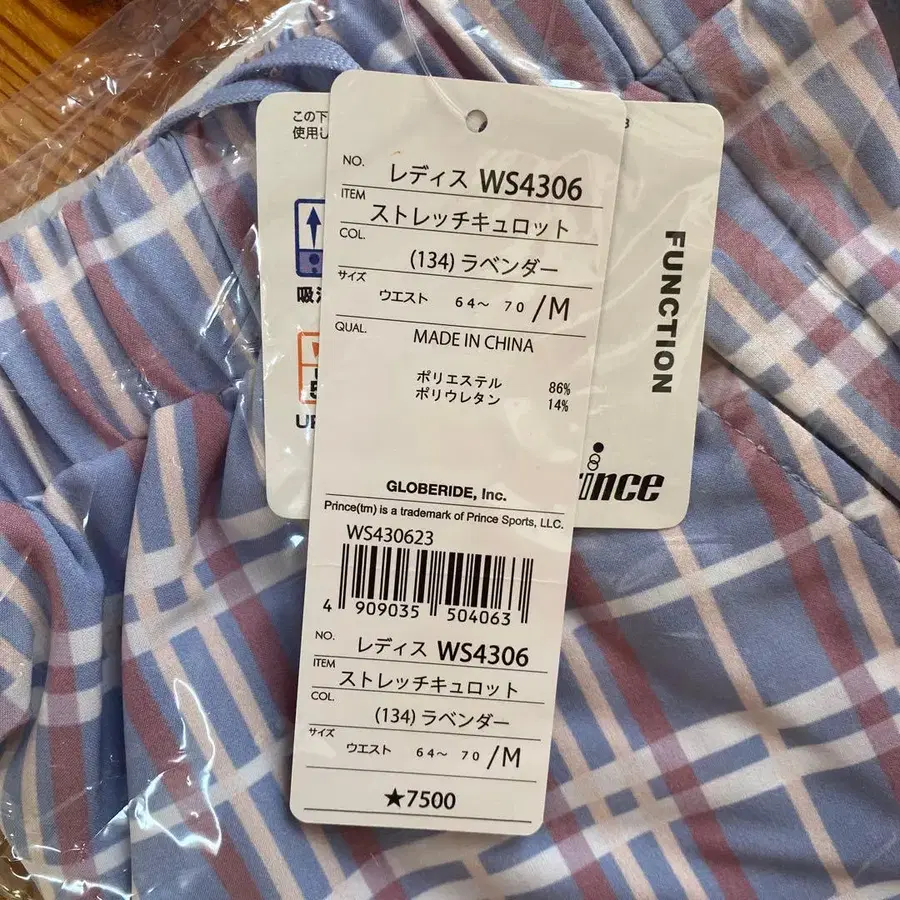 NO. レディス WS4306
ITEM ストレッチキュロット
COL. (134) ラベンダー
サイズ ウエスト 64～ 70 /M
QUAL. MADE IN CHINA
ポリエステル 86%
ポリウレタン 14%
GLOBERIDE, Inc.
Prince(tm) is a trademark of Prince Sports, LLC.
WS430623
4 909035 504063
NO. レディス WS4306
ITEM ストレッチキュロット
COL. (134) ラベンダー
サイズ ウエスト 64～ 70 /M
★7500
この下
使用し
吸
UP
FUNCTION
rince